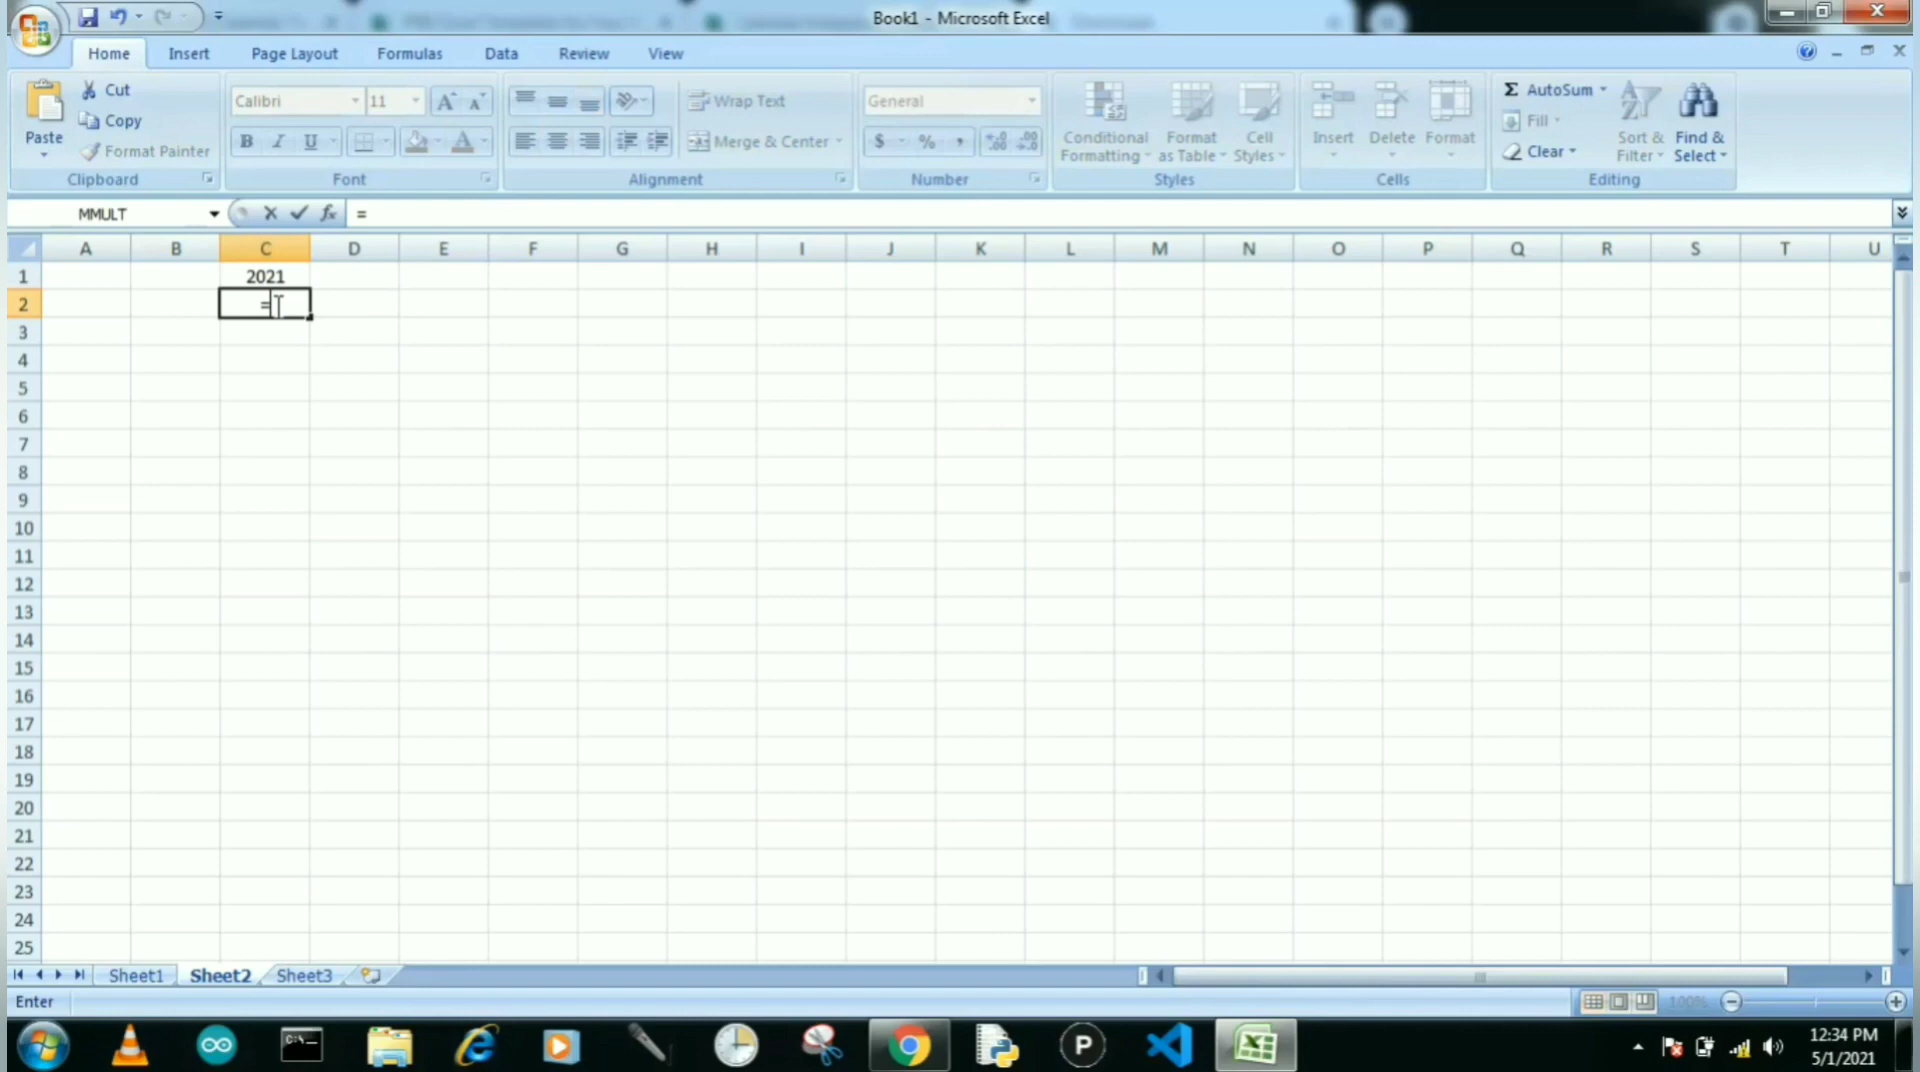 Book1 - Microsoft Excel
Home Insert Page Layout Formulas Data Review View
Cut
Copy
Format Painter
Paste
Clipboard
Calibri 11
B I U
Font
Wrap Text
Merge & Center
Alignment
General
$ % ,
Number
Conditional Formatting
Format as Table
Cell Styles
Styles
Insert Delete Format
Cells
Σ AutoSum
Fill
Clear
Sort & Filter
Find & Select
Editing
MMULT fx =
A B C D E F G H I J K L M N O P Q R S T U
1 2021
2 =
3
4
5
6
7
8
9
10
11
12
13
14
15
16
17
18
19
20
21
22
23
24
25
Sheet1 Sheet2 Sheet3
Enter 100%
C:\
P
12:34 PM
5/1/2021